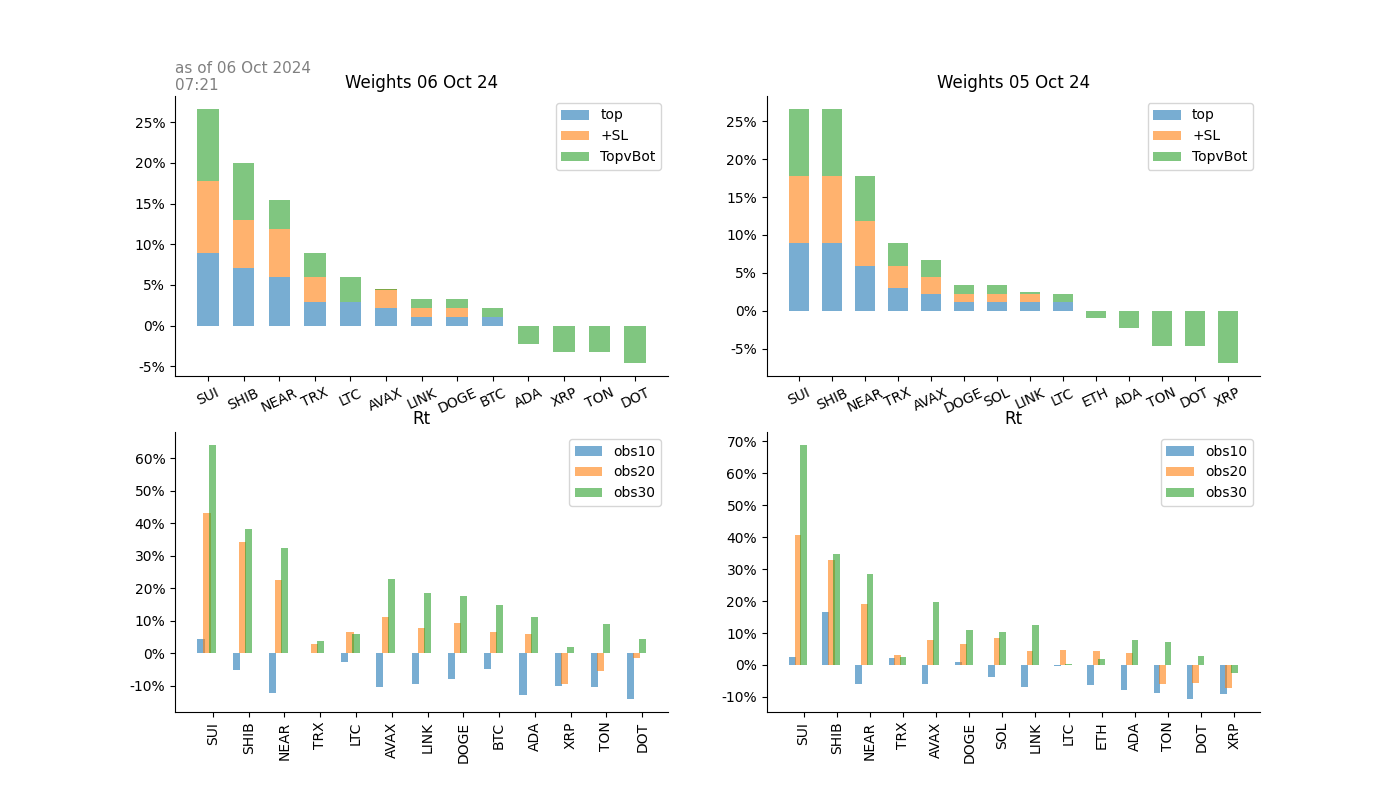 as of 06 Oct 2024
07:21
Weights 06 Oct 24
25%
20%
15%
10%
5%
0%
-5%
top
+SL
TopvBot
SUI SHIB NEAR TRX LTC AVAX LINK DOGE BTC ADA XRP TON DOT
Weights 05 Oct 24
25%
20%
15%
10%
5%
0%
-5%
top
+SL
TopvBot
SUI SHIB NEAR TRX AVAX DOGE SOL LINK LTC ETH ADA TON DOT XRP
Rt
60%
50%
40%
30%
20%
10%
0%
-10%
obs10
obs20
obs30
SUI SHIB NEAR TRX LTC AVAX LINK DOGE BTC ADA XRP TON DOT
Rt
70%
60%
50%
40%
30%
20%
10%
0%
-10%
obs10
obs20
obs30
SUI SHIB NEAR TRX AVAX DOGE SOL LINK LTC ETH ADA TON DOT XRP